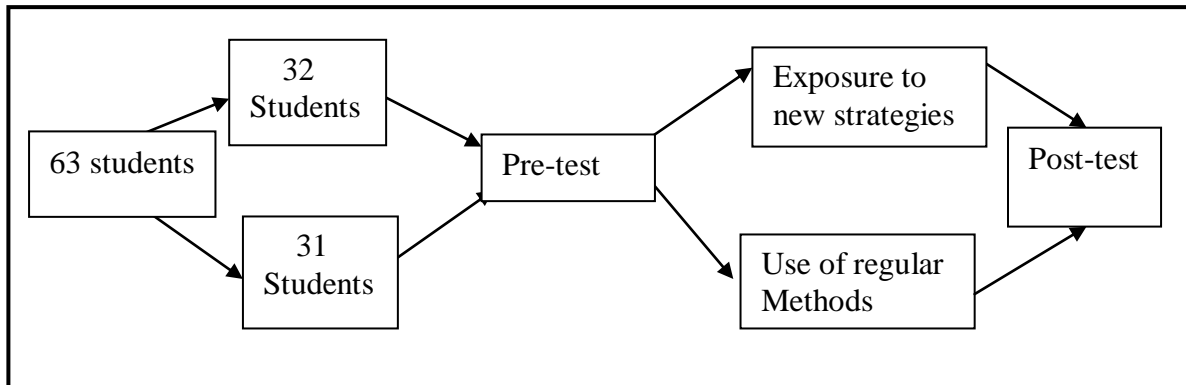 63 students
32
Students
31
Students
Pre-test
Exposure to
new strategies
Use of regular
Methods
Post-test